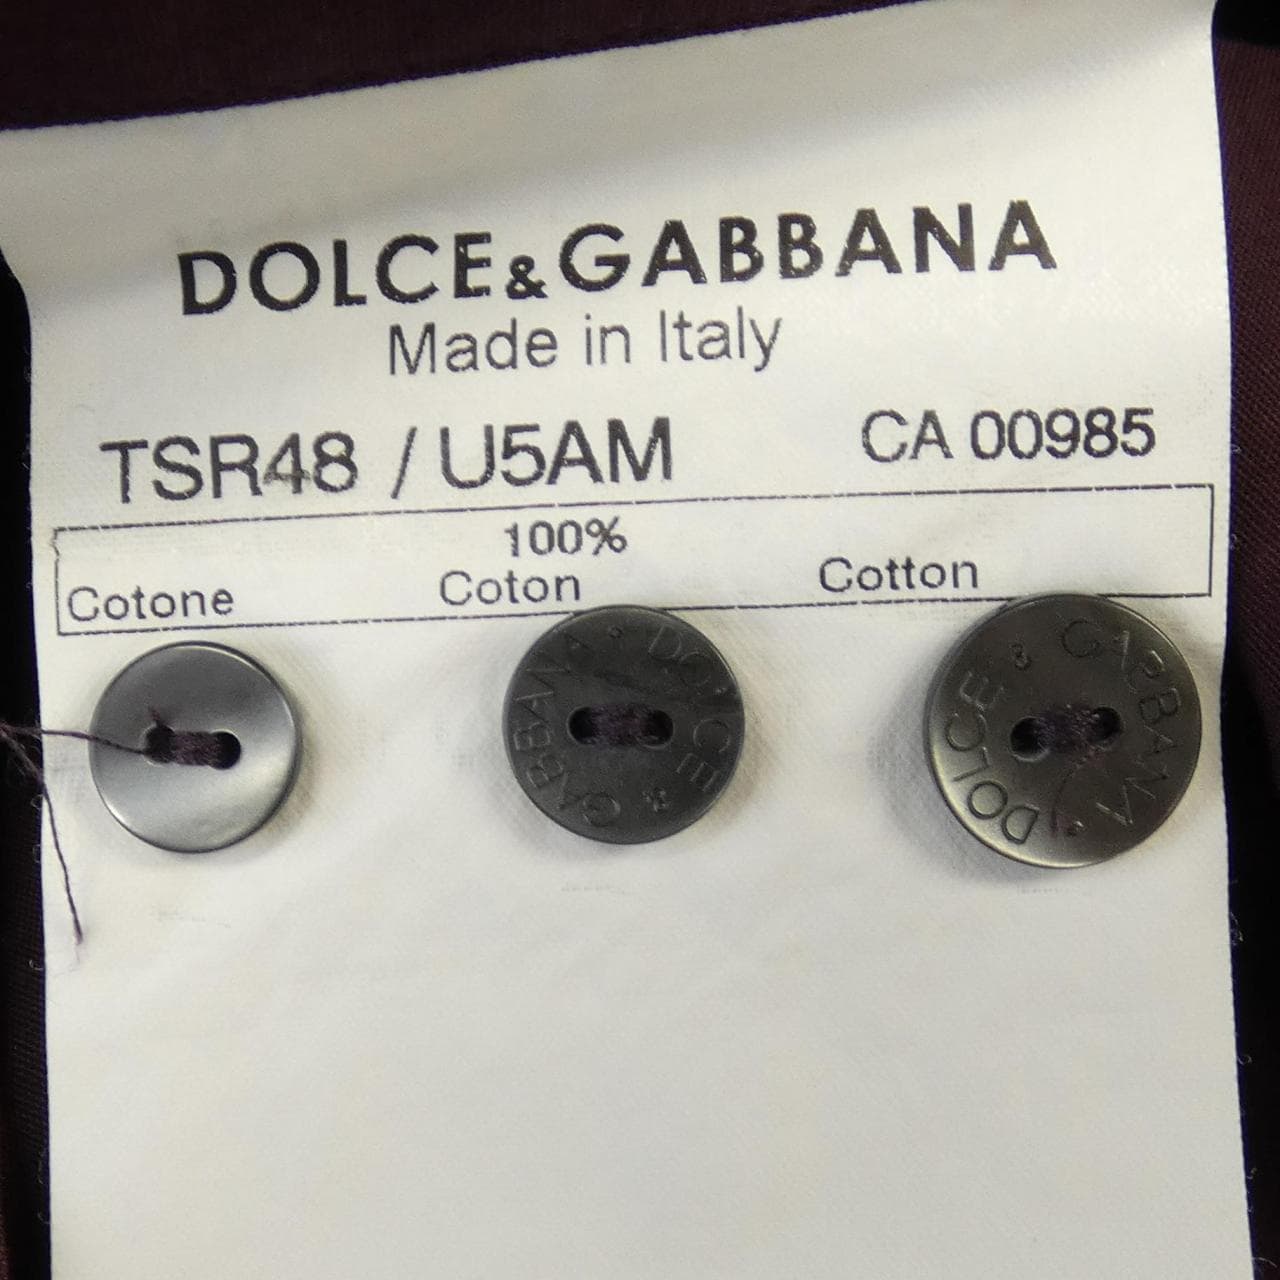 DOLCE&GABBANA
Made in Italy
TSR48 / U5AM CA 00985
100%
Cotone Coton Cotton
GABBANA • DOLCE &
DOLCE & GABBANA •